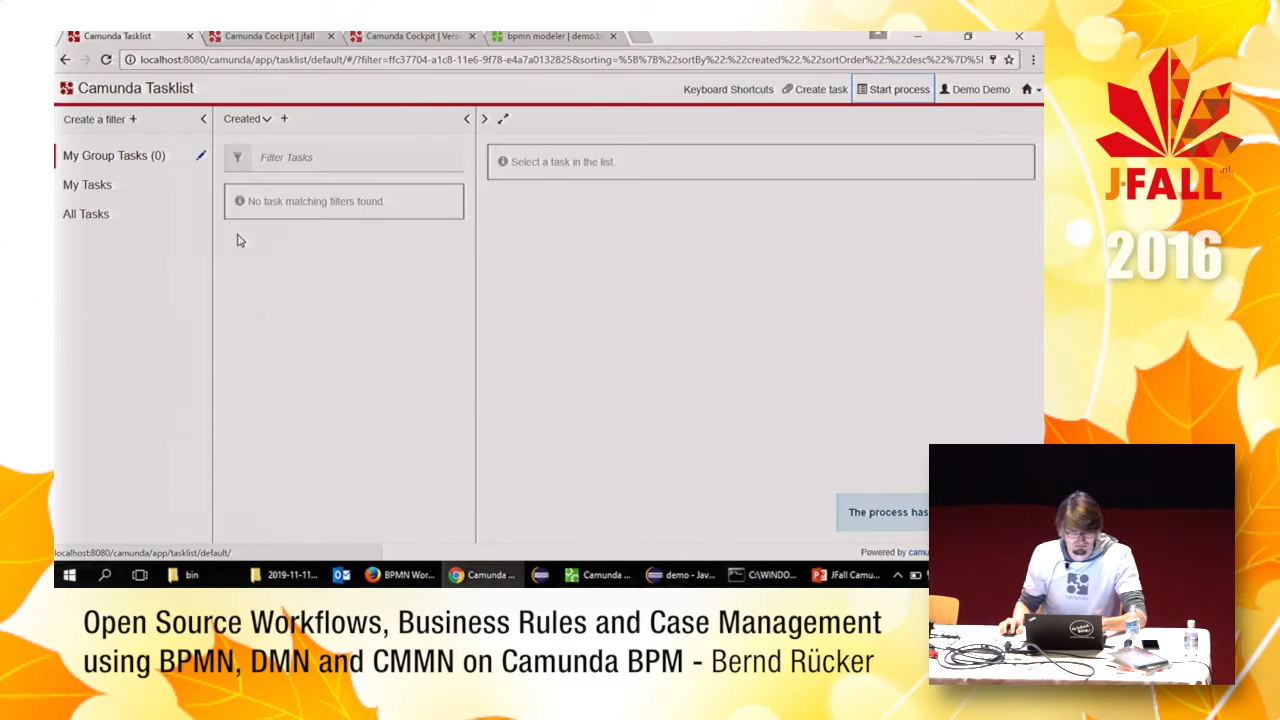 Camunda Tasklist
Camunda Cockpit | jfall
Camunda Cockpit | Vers
bpmn modeler | demo.b
localhost:8080/camunda/app/tasklist/default/#/?filter=ffc37704-a1c8-11e6-9f78-e4a7a0132825&sorting=%5B%7B%22sortBy%22:%22created%22,%22sortOrder%22:%22desc%22%7D%5
Camunda Tasklist
Keyboard Shortcuts
Create task
Start process
Demo Demo
Create a filter +
Created
My Group Tasks (0)
My Tasks
All Tasks
Filter Tasks
No task matching filters found.
Select a task in the list.
The process has
localhost:8080/camunda/app/tasklist/default/
Powered by camu
bin
2019-11-11...
BPMN Wor...
Camunda ...
Camunda ...
demo - Jav...
C:\WINDO...
JFall Camu...
J-FALL
.nl
2016
camunda
BPM
Open Source Workflows, Business Rules and Case Management
using BPMN, DMN and CMMN on Camunda BPM - Bernd Rücker